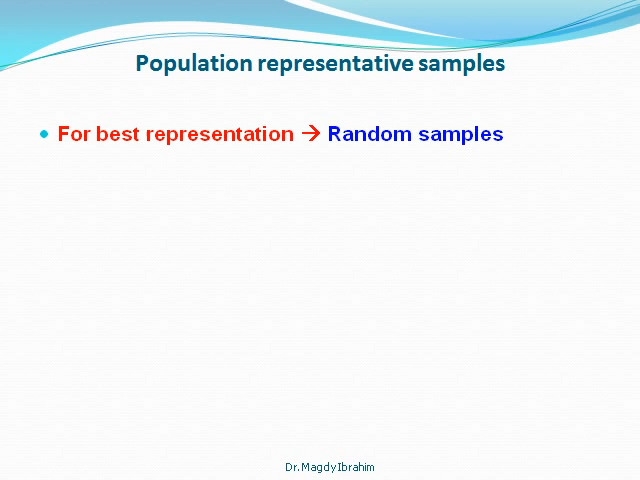 Population representative samples
For best representation → Random samples
Dr. Magdy Ibrahim